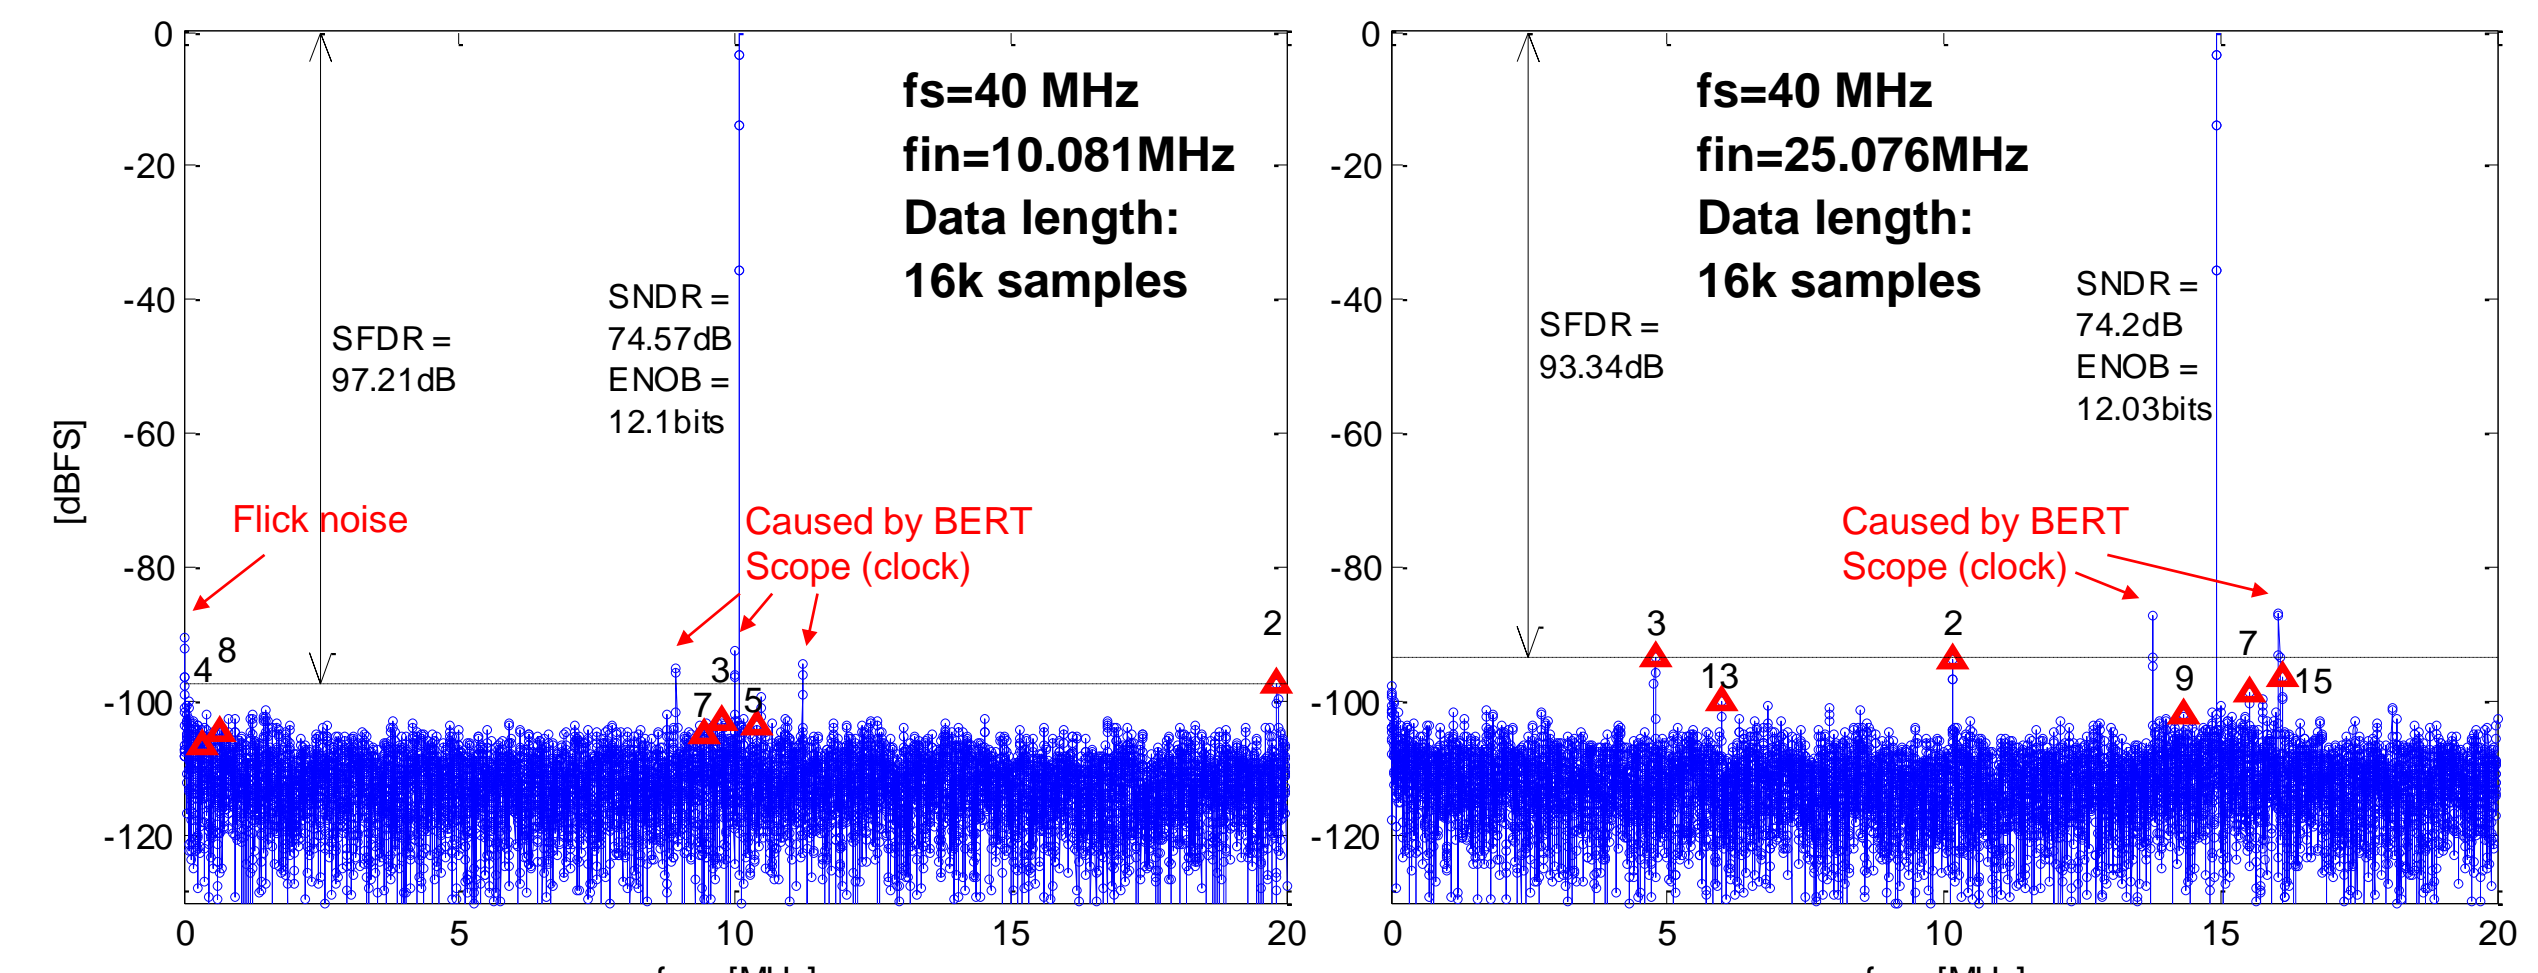 0
-20
-40
-60
-80
-100
-120
[dBFS]
0
5
10
15
20
fs=40 MHz
fin=10.081MHz
Data length:
16k samples
SFDR =
97.21dB
SNDR =
74.57dB
ENOB =
12.1bits
Flick noise
Caused by BERT
Scope (clock)
4
8
7
3
5
2
0
-20
-40
-60
-80
-100
-120
0
5
10
15
20
fs=40 MHz
fin=25.076MHz
Data length:
16k samples
SFDR =
93.34dB
SNDR =
74.2dB
ENOB =
12.03bits
Caused by BERT
Scope (clock)
3
13
2
9
7
15